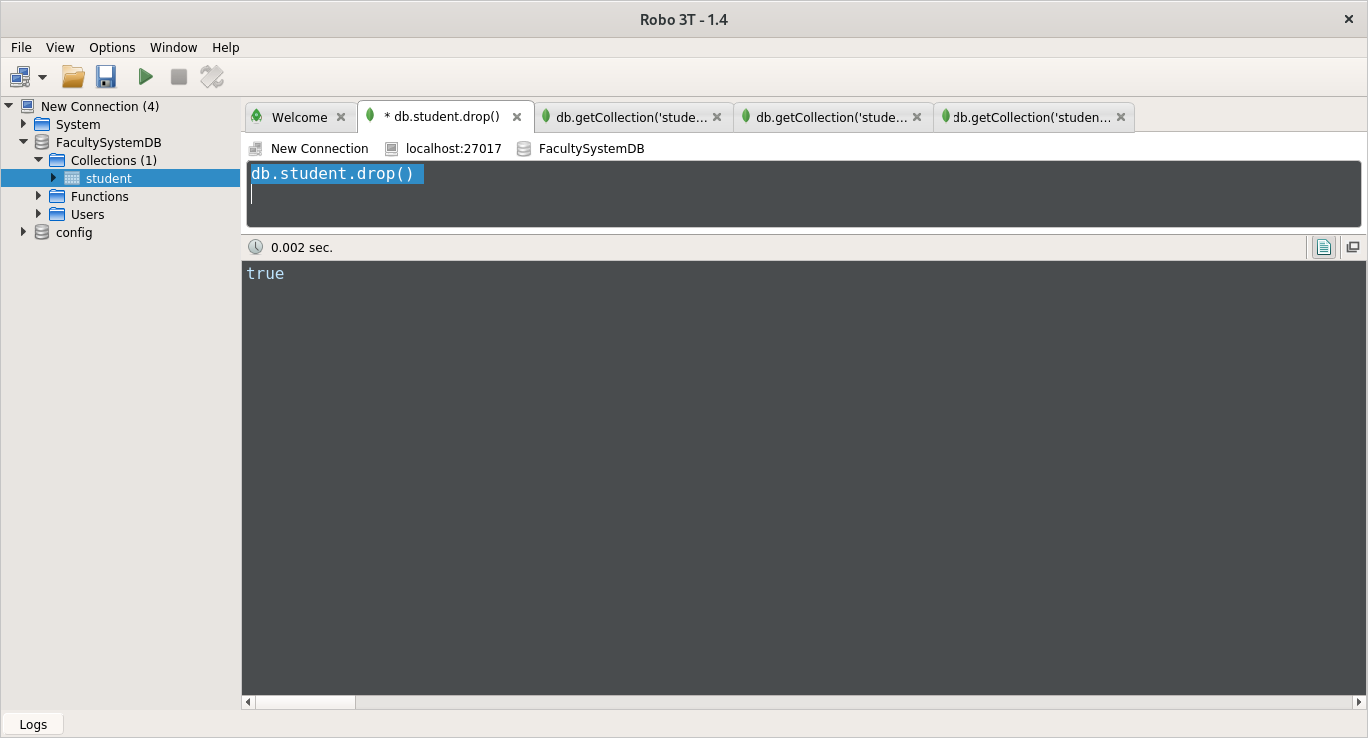 Robo 3T - 1.4
File View Options Window Help
New Connection (4)
System
FacultySystemDB
Collections (1)
student
Functions
Users
config
Welcome
* db.student.drop()
db.getCollection('stude...
db.getCollection('stude...
db.getCollection('studen...
New Connection localhost:27017 FacultySystemDB
db.student.drop()
0.002 sec.
true
Logs